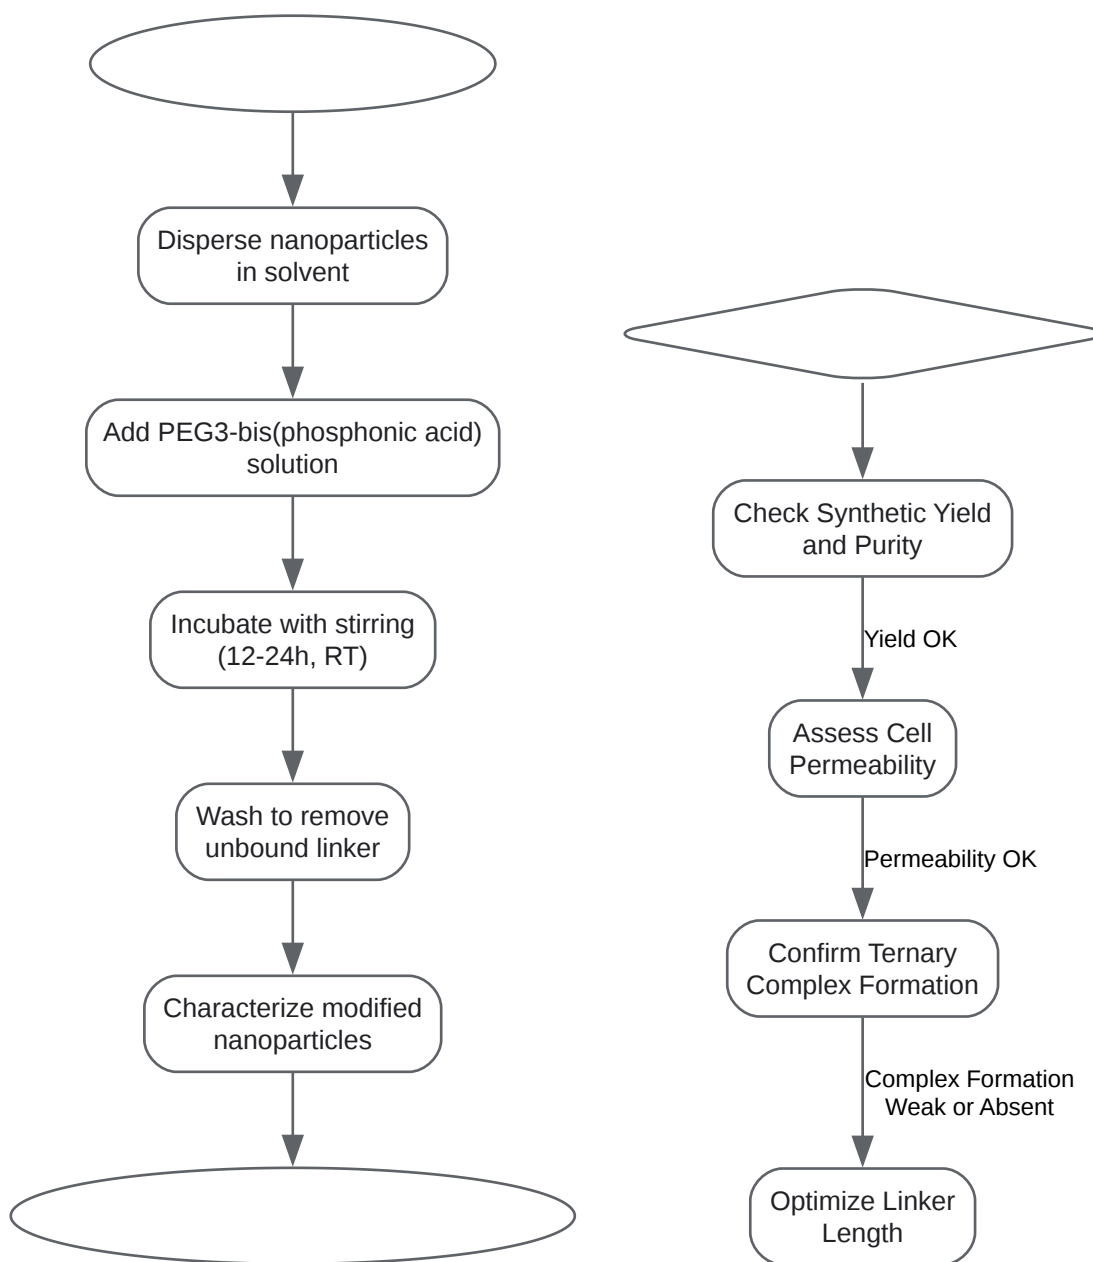 Disperse nanoparticles
in solvent
Add PEG3-bis(phosphonic acid)
solution
Incubate with stirring
(12-24h, RT)
Wash to remove
unbound linker
Characterize modified
nanoparticles
Check Synthetic Yield
and Purity
Yield OK
Assess Cell
Permeability
Permeability OK
Confirm Ternary
Complex Formation
Complex Formation
Weak or Absent
Optimize Linker
Length